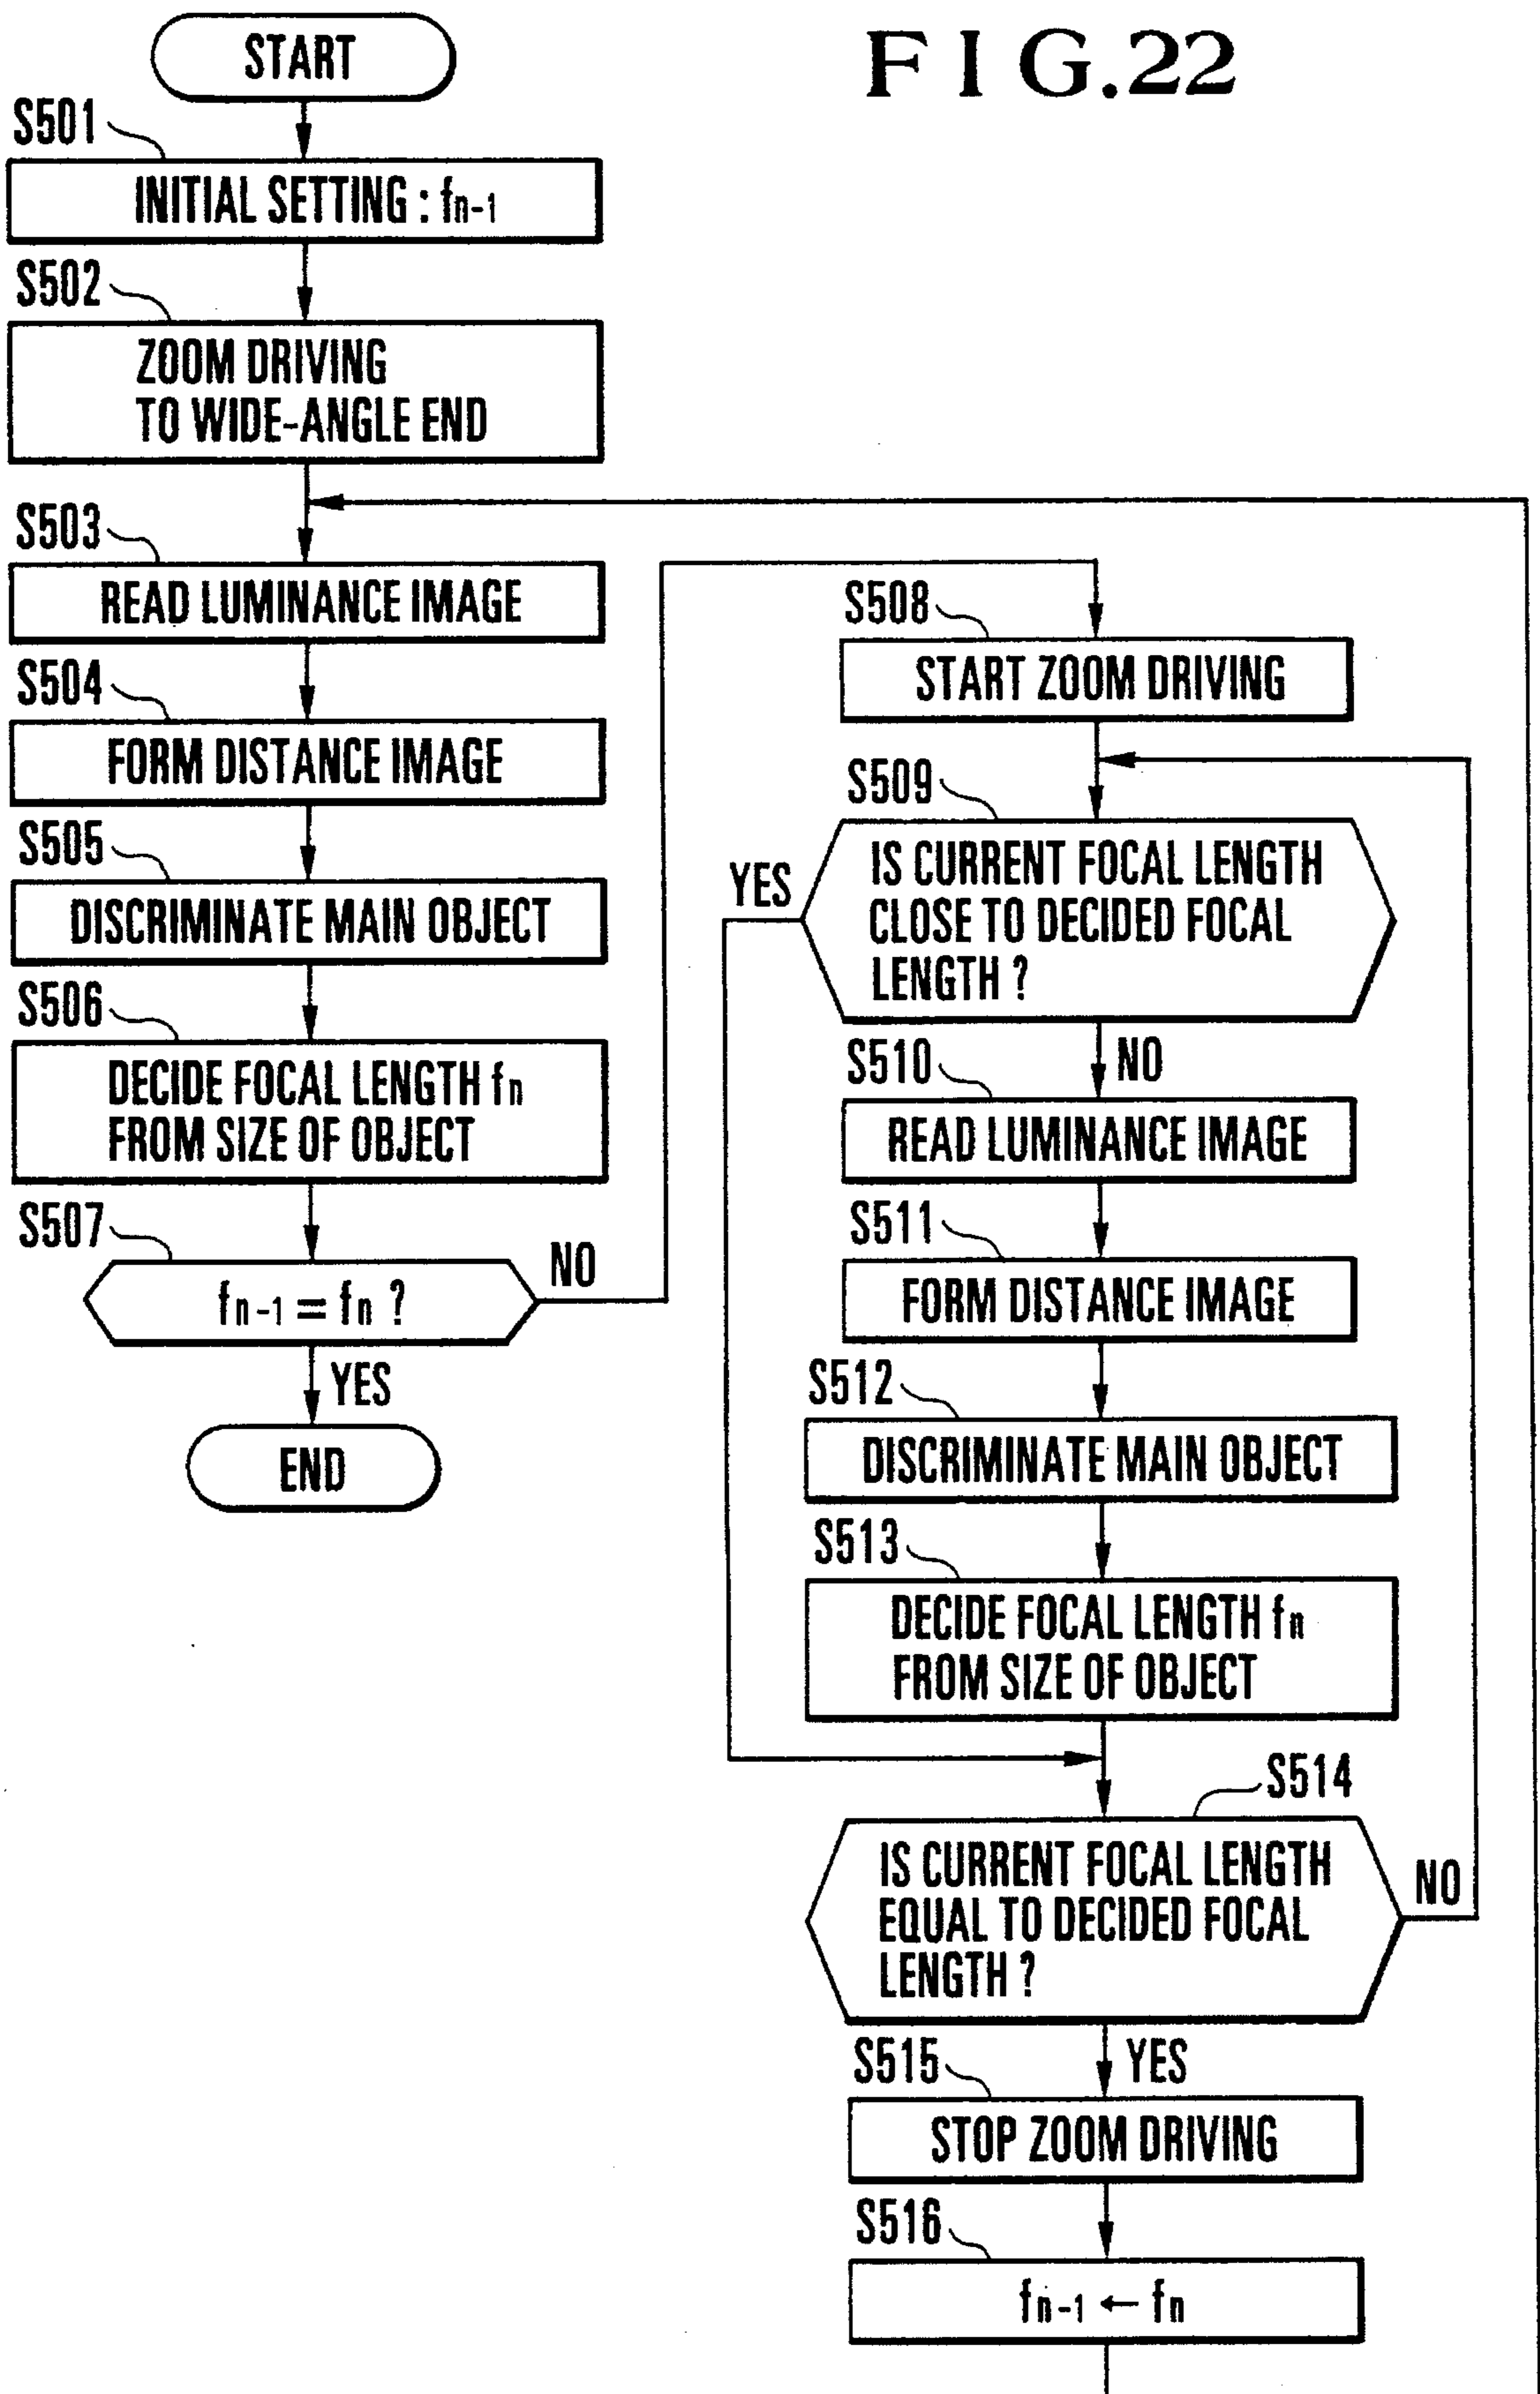 FIG.22
START
S501
INITIAL SETTING : fn-1
S502
ZOOM DRIVING
TO WIDE-ANGLE END
S503
READ LUMINANCE IMAGE
S504
FORM DISTANCE IMAGE
S505
DISCRIMINATE MAIN OBJECT
S506
DECIDE FOCAL LENGTH fn
FROM SIZE OF OBJECT
S507
fn-1 = fn ?
NO
YES
END
S508
START ZOOM DRIVING
S509
IS CURRENT FOCAL LENGTH
CLOSE TO DECIDED FOCAL
LENGTH ?
YES
NO
S510
READ LUMINANCE IMAGE
S511
FORM DISTANCE IMAGE
S512
DISCRIMINATE MAIN OBJECT
S513
DECIDE FOCAL LENGTH fn
FROM SIZE OF OBJECT
S514
IS CURRENT FOCAL LENGTH
EQUAL TO DECIDED FOCAL
LENGTH ?
NO
YES
S515
STOP ZOOM DRIVING
S516
fn-1 ← fn